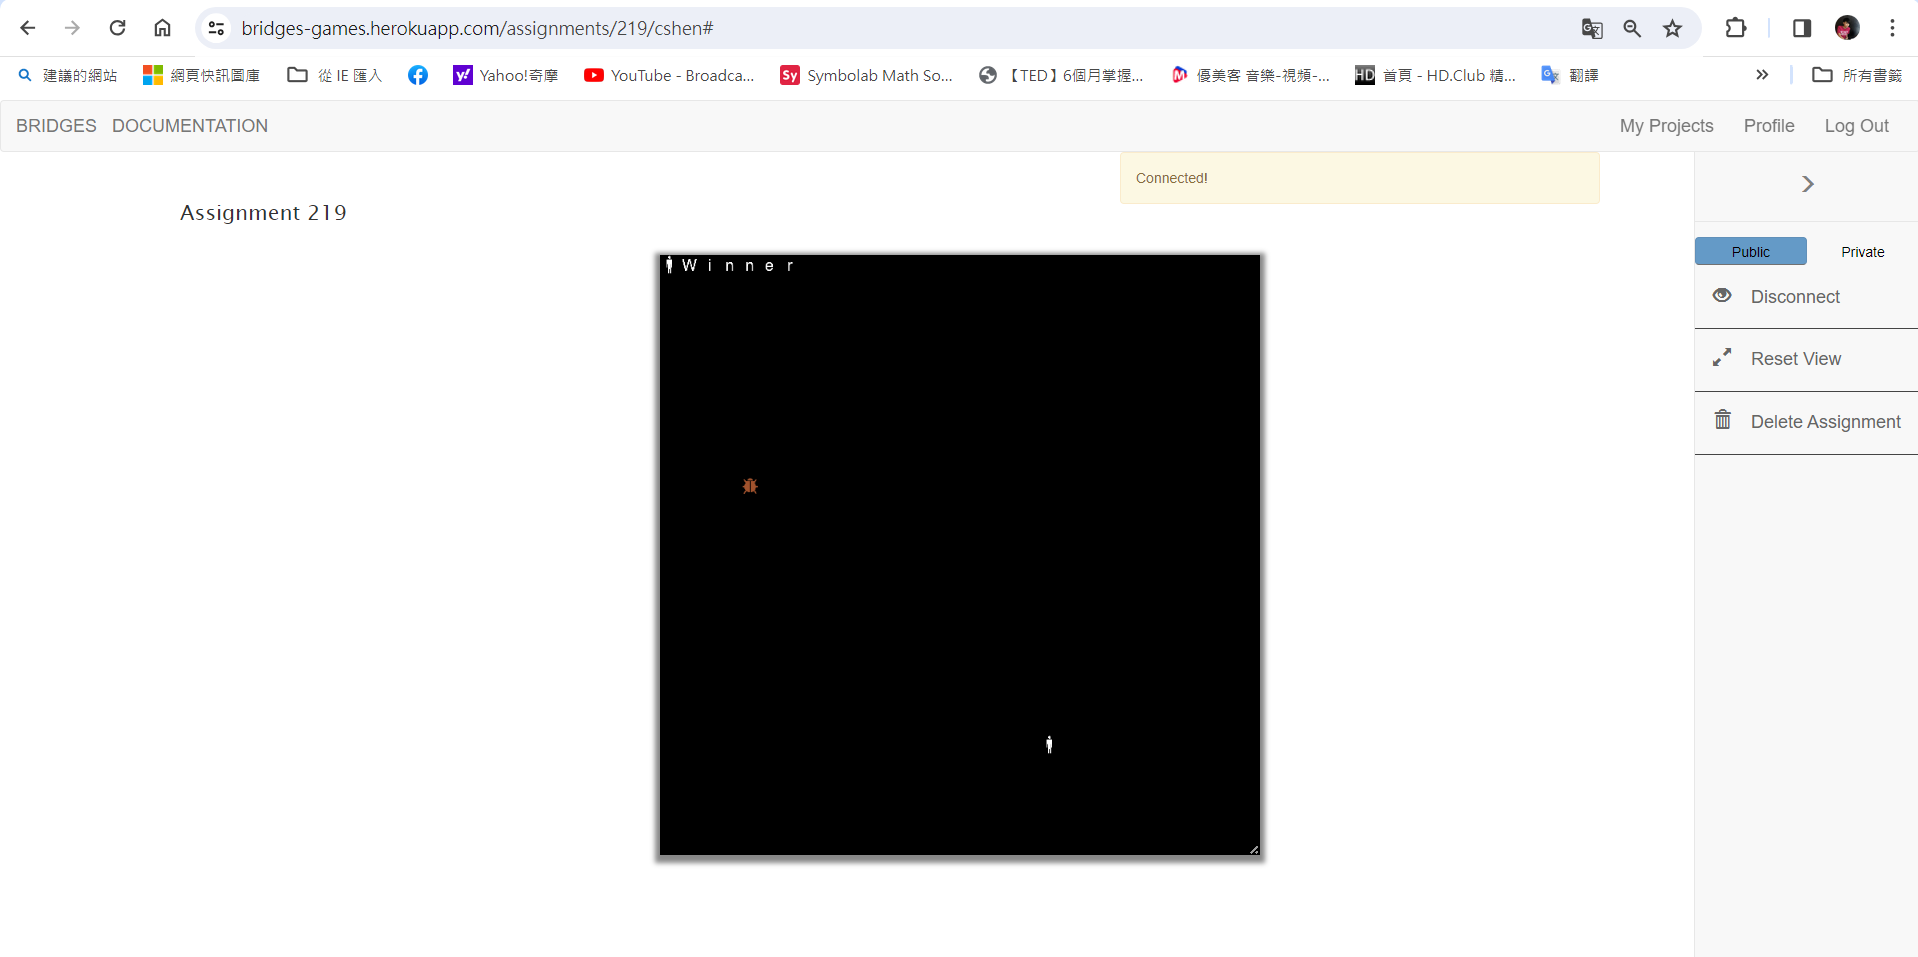 bridges-games.herokuapp.com/assignments/219/cshen#
建議的網站 網頁快訊圖庫 從 IE 匯入 Yahoo!奇摩 YouTube - Broadca... Symbolab Math So... 【TED】6個月掌握... 優美客 音樂-視頻-... HD 首頁 - HD.Club 精... 翻譯 所有書籤
BRIDGES DOCUMENTATION My Projects Profile Log Out
Connected!
Assignment 219
Public Private
Winner
Disconnect
Reset View
Delete Assignment